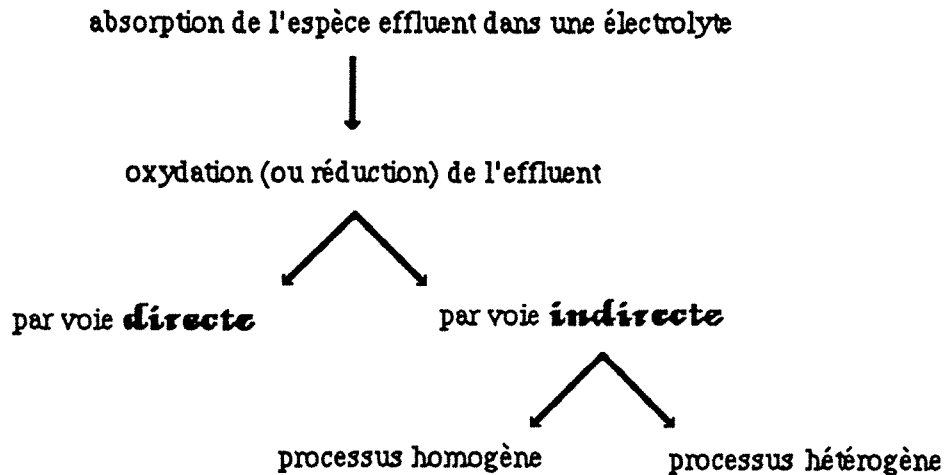 absorption de l'espèce effluent dans une électrolyte
oxydation (ou réduction) de l'effluent
par voie directe
par voie indirecte
processus homogène
processus hétérogène